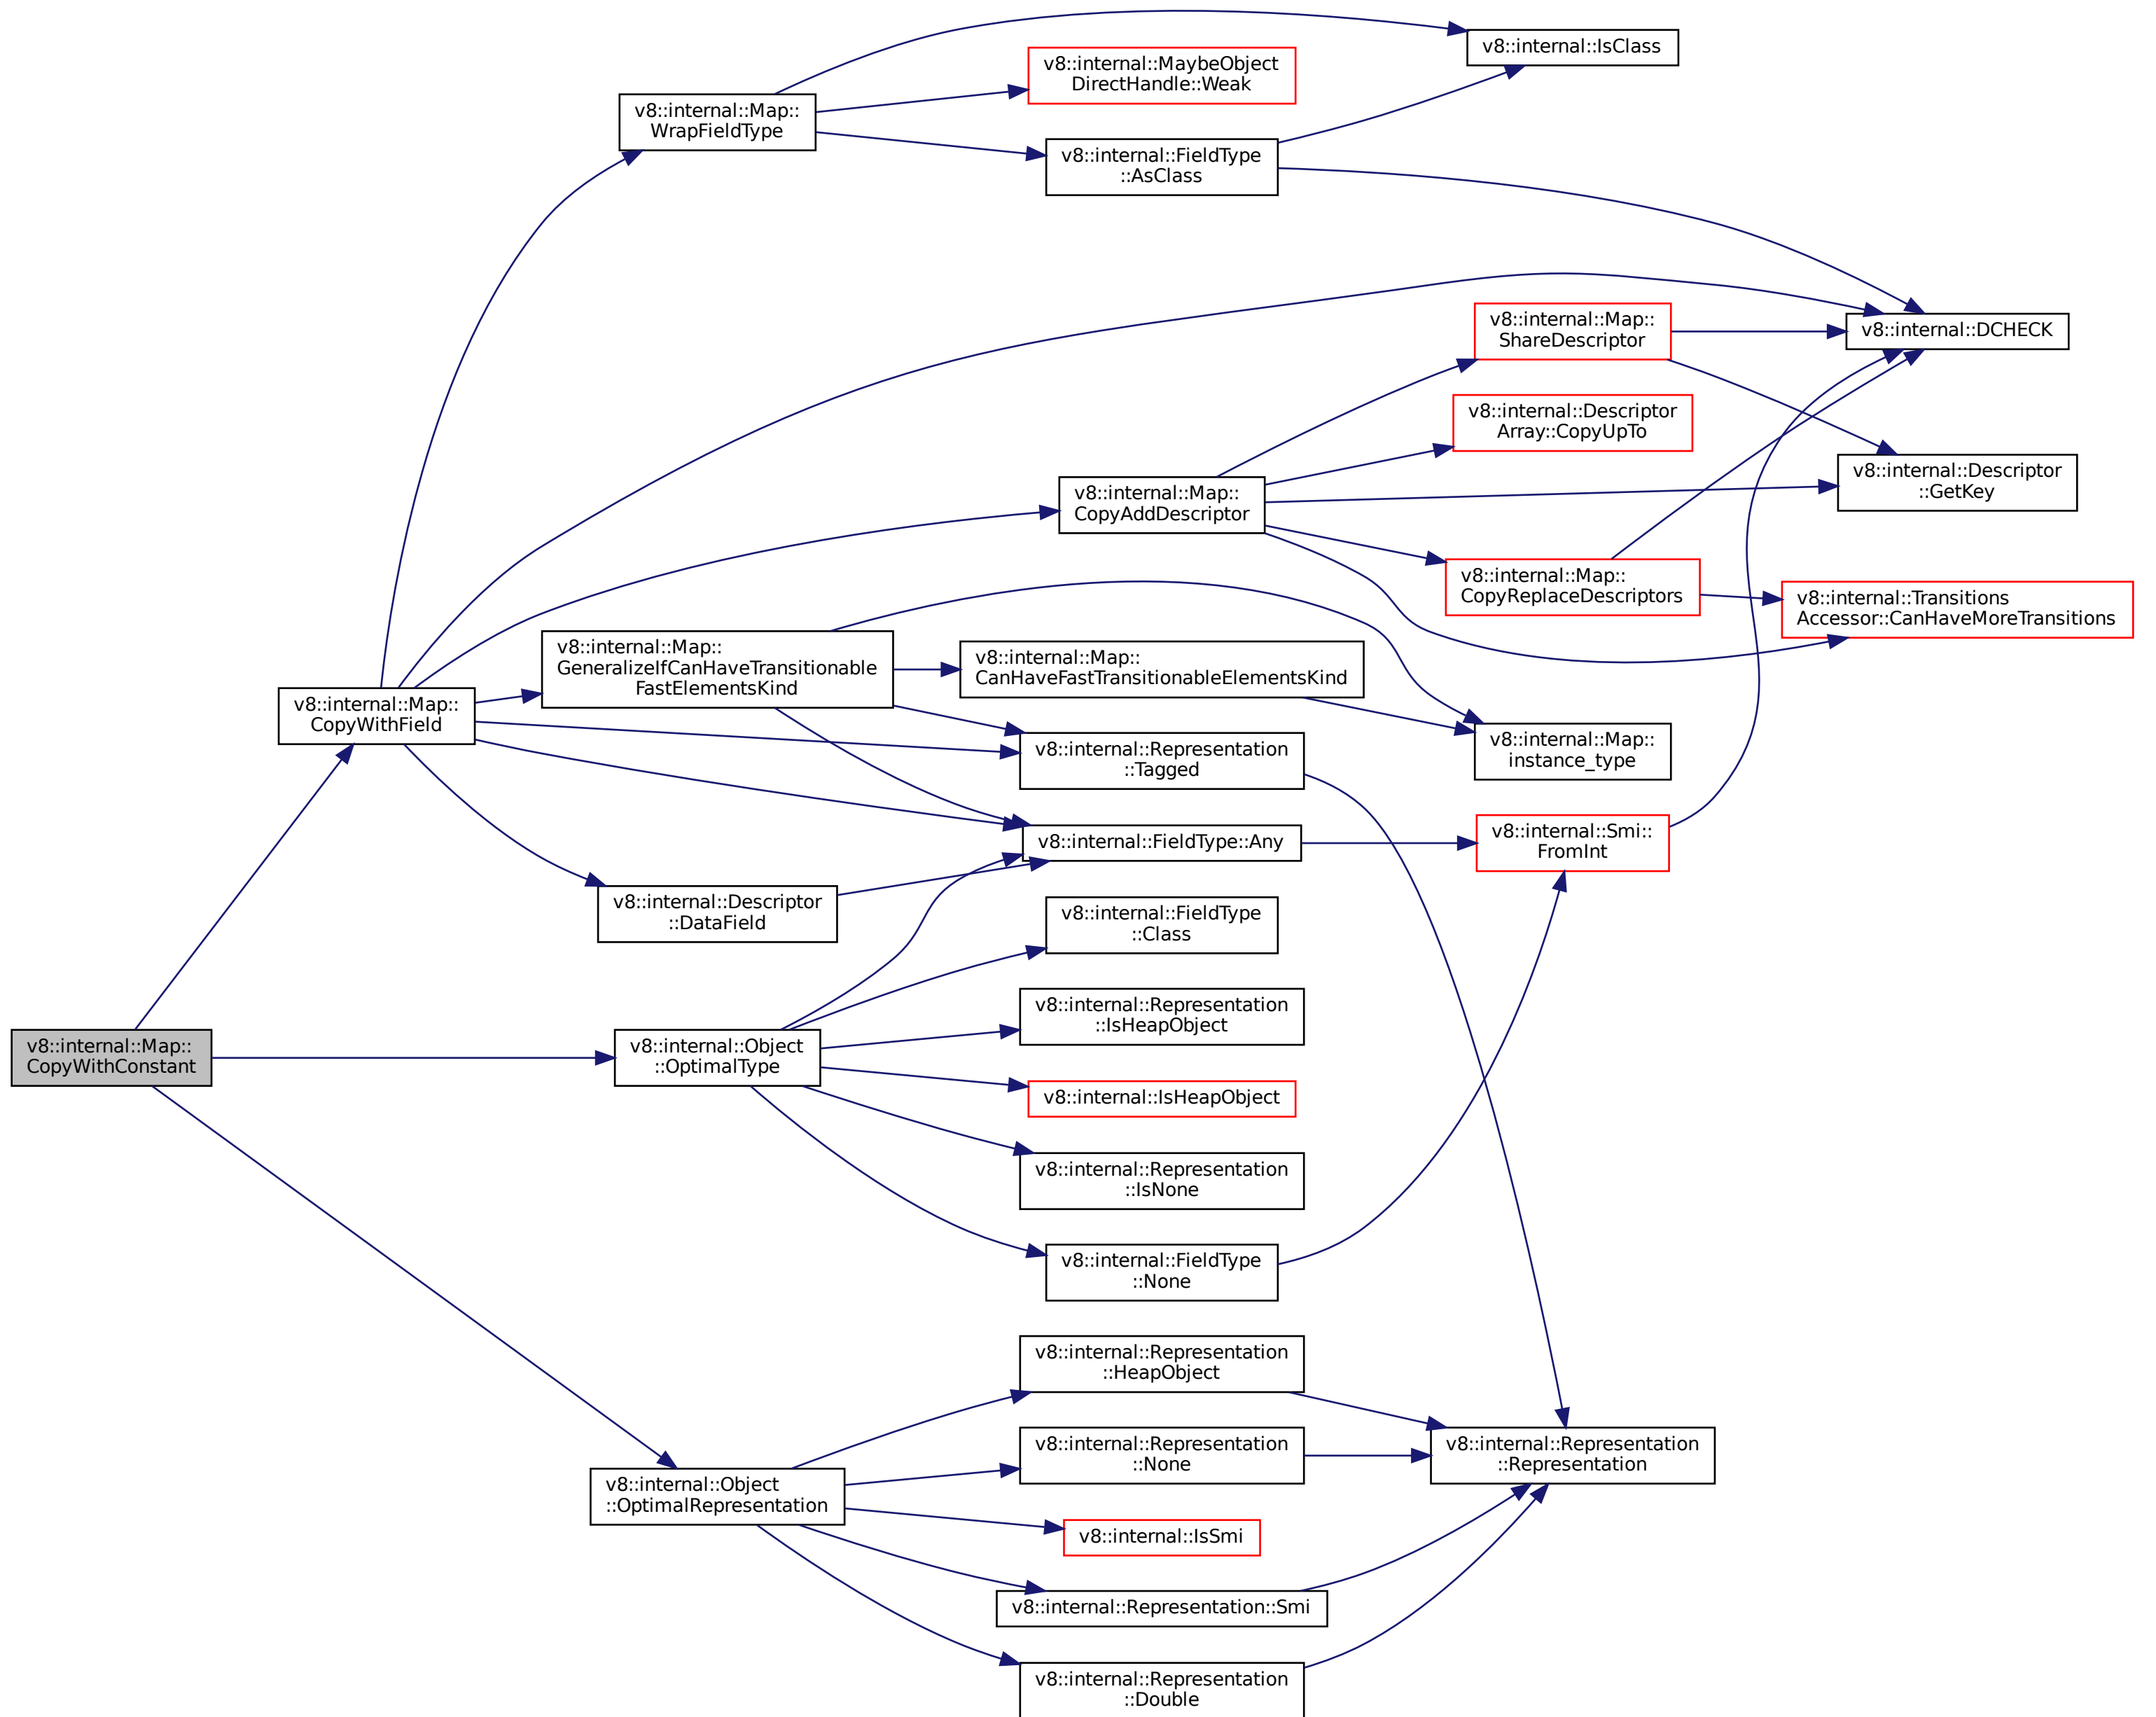 v8::internal::IsClass
v8::internal::MaybeObject
DirectHandle::Weak
v8::internal::Map::
WrapFieldType
v8::internal::FieldType
::AsClass
v8::internal::Map::
ShareDescriptor
v8::internal::DCHECK
v8::internal::Descriptor
Array::CopyUpTo
v8::internal::Descriptor
::GetKey
v8::internal::Map::
CopyAddDescriptor
v8::internal::Map::
CopyReplaceDescriptors
v8::internal::Transitions
Accessor::CanHaveMoreTransitions
v8::internal::Map::
GeneralizeIfCanHaveTransitionable
FastElementsKind
v8::internal::Map::
CanHaveFastTransitionableElementsKind
v8::internal::Map::
CopyWithField
v8::internal::Representation
::Tagged
v8::internal::Map::
instance_type
v8::internal::FieldType::Any
v8::internal::Smi::
FromInt
v8::internal::Descriptor
::DataField
v8::internal::FieldType
::Class
v8::internal::Representation
::IsHeapObject
v8::internal::Map::
CopyWithConstant
v8::internal::Object
::OptimalType
v8::internal::IsHeapObject
v8::internal::Representation
::IsNone
v8::internal::FieldType
::None
v8::internal::Representation
::HeapObject
v8::internal::Representation
::None
v8::internal::Representation
::Representation
v8::internal::Object
::OptimalRepresentation
v8::internal::IsSmi
v8::internal::Representation::Smi
v8::internal::Representation
::Double